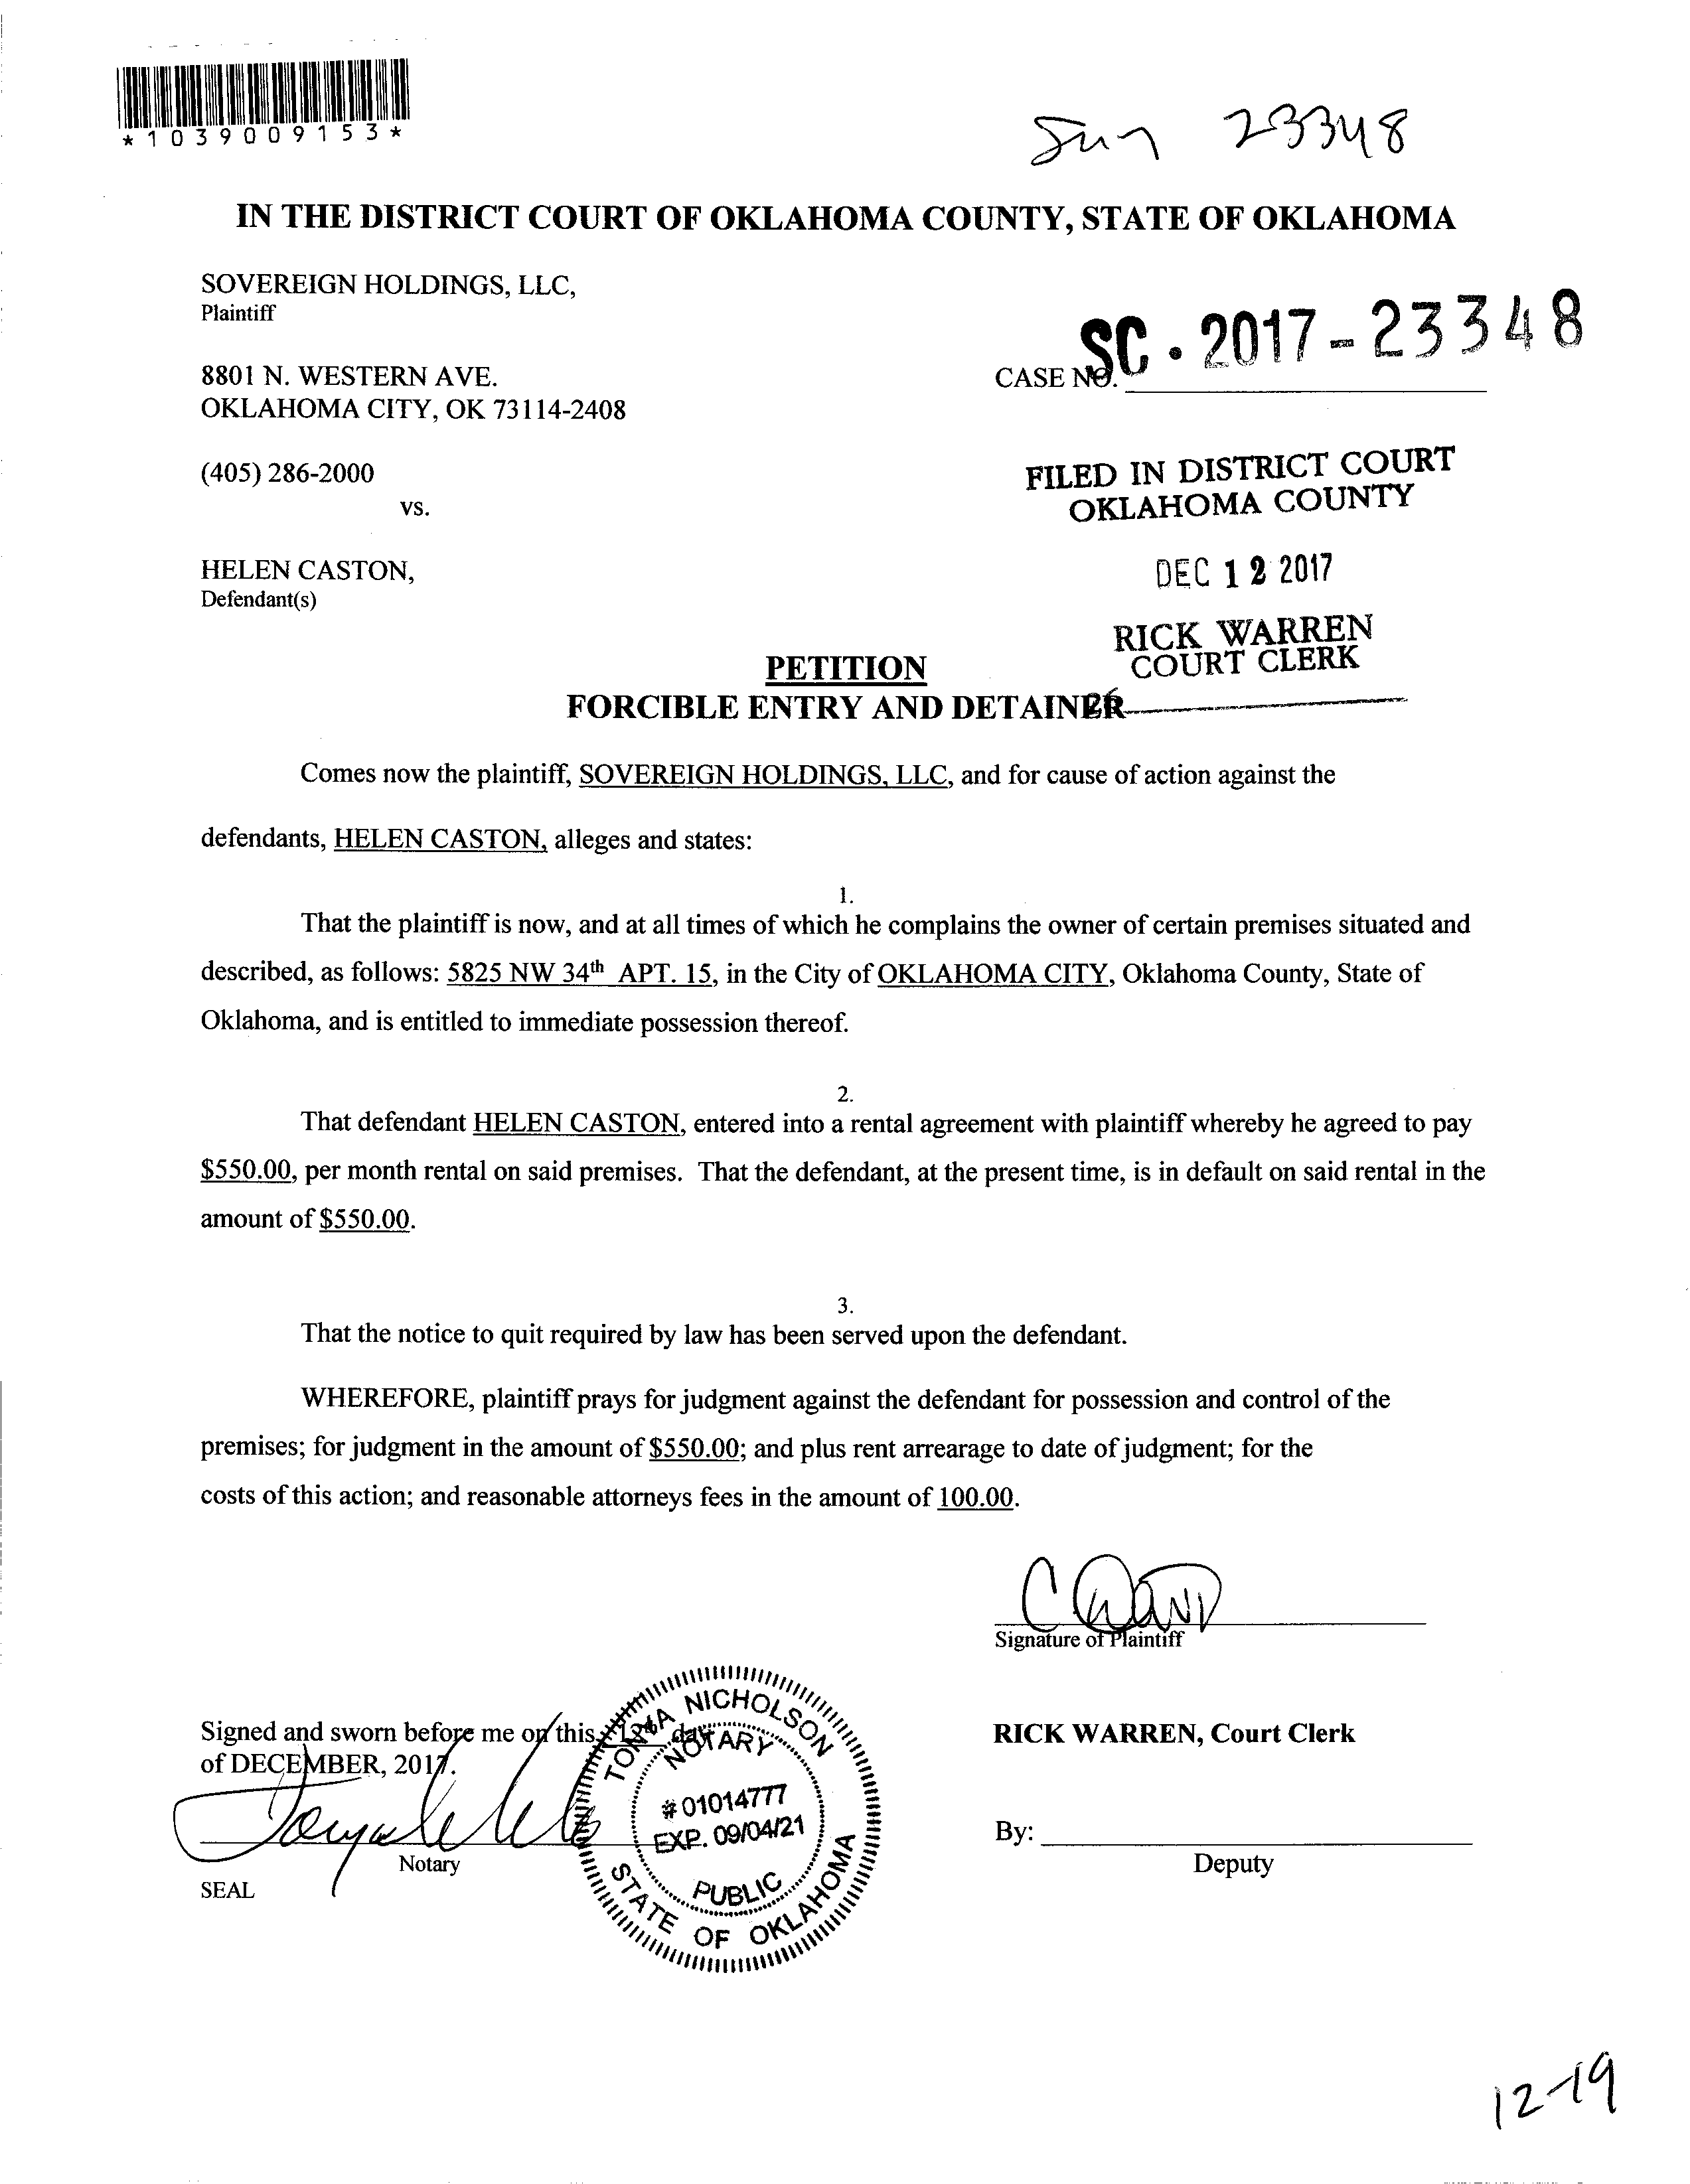 *1039009153*
Sun 23348
IN THE DISTRICT COURT OF OKLAHOMA COUNTY, STATE OF OKLAHOMA
SOVEREIGN HOLDINGS, LLC,
Plaintiff
8801 N. WESTERN AVE.
OKLAHOMA CITY, OK 73114-2408
(405) 286-2000
vs.
HELEN CASTON,
Defendant(s)
CASE NO. SC - 2017 - 23348
FILED IN DISTRICT COURT
OKLAHOMA COUNTY
DEC 12 2017
RICK WARREN
COURT CLERK
PETITION
FORCIBLE ENTRY AND DETAINER
Comes now the plaintiff, SOVEREIGN HOLDINGS, LLC, and for cause of action against the
defendants, HELEN CASTON, alleges and states:
1.
That the plaintiff is now, and at all times of which he complains the owner of certain premises situated and
described, as follows: 5825 NW 34th APT. 15, in the City of OKLAHOMA CITY, Oklahoma County, State of
Oklahoma, and is entitled to immediate possession thereof.
2.
That defendant HELEN CASTON, entered into a rental agreement with plaintiff whereby he agreed to pay
$550.00, per month rental on said premises. That the defendant, at the present time, is in default on said rental in the
amount of $550.00.
3.
That the notice to quit required by law has been served upon the defendant.
WHEREFORE, plaintiff prays for judgment against the defendant for possession and control of the
premises; for judgment in the amount of $550.00; and plus rent arrearage to date of judgment; for the
costs of this action; and reasonable attorneys fees in the amount of 100.00.
Signature of Plaintiff
Signed and sworn before me on this 12th day
of DECEMBER, 2017.
Notary
SEAL
TONYA NICHOLSON
NOTARY
#01014777
EXP. 09/04/21
PUBLIC
STATE OF OKLAHOMA
RICK WARREN, Court Clerk
By:
Deputy
12-19